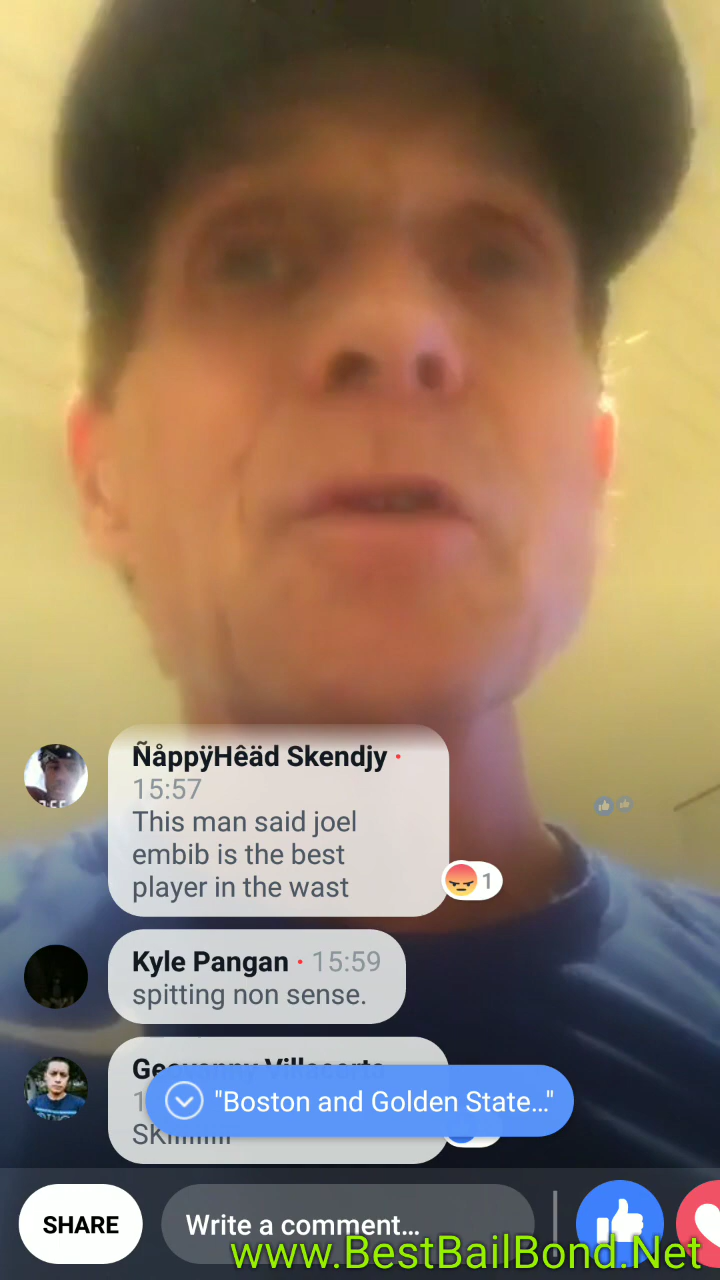 ÑåppÿHêäd Skendjy •
15:57
This man said joel
embib is the best
player in the wast
1
Kyle Pangan • 15:59
spitting non sense.
"Boston and Golden State..."
SHARE
Write a comment...
www.BestBailBond.Net